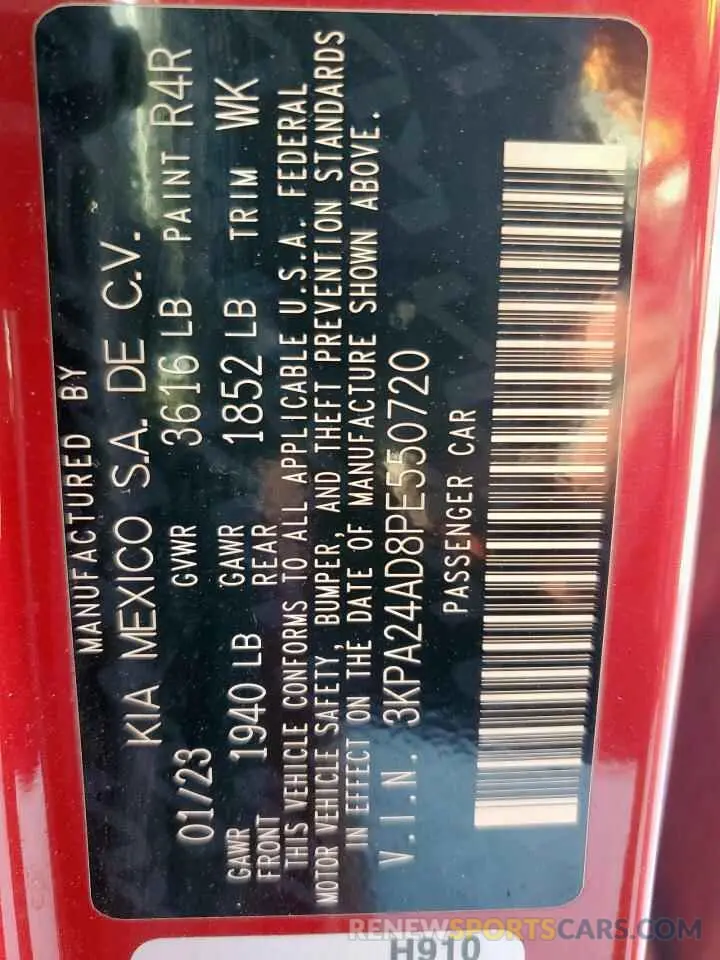 MANUFACTURED BY
KIA MEXICO S.A. DE C.V.
01/23 GVWR 3616 LB PAINT R4R
GAWR FRONT 1940 LB GAWR REAR 1852 LB TRIM WK
THIS VEHICLE CONFORMS TO ALL APPLICABLE U.S.A. FEDERAL
MOTOR VEHICLE SAFETY, BUMPER, AND THEFT PREVENTION STANDARDS
IN EFFECT ON THE DATE OF MANUFACTURE SHOWN ABOVE.
V.I.N. 3KPA24AD8PE550720
PASSENGER CAR
RENEWSPORTSCARS.COM
H910